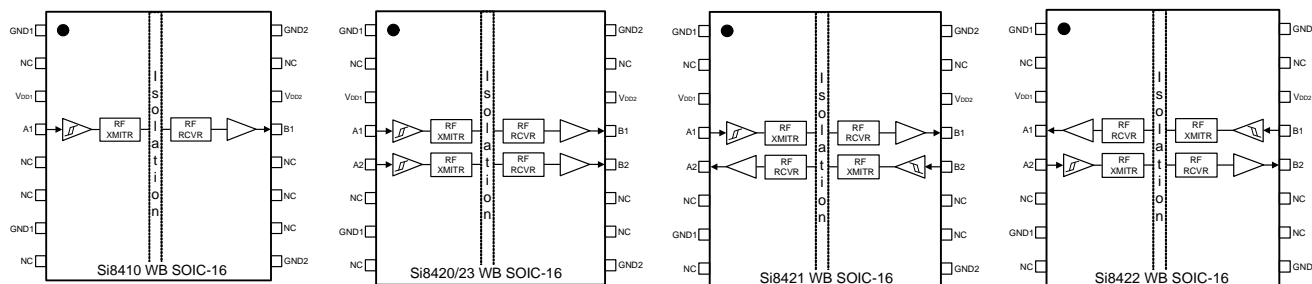 GND1
NC
VDD1
A1
NC
NC
GND1
NC
RF
XMITR
Isolation
RF
RCVR
GND2
NC
VDD2
B1
NC
NC
NC
GND2
Si8410 WB SOIC-16
GND1
NC
VDD1
A1
A2
NC
GND1
NC
RF
XMITR
RF
XMITR
Isolation
RF
RCVR
RF
RCVR
GND2
NC
VDD2
B1
B2
NC
NC
GND2
Si8420/23 WB SOIC-16
GND1
NC
VDD1
A1
A2
NC
GND1
NC
RF
XMITR
RF
RCVR
Isolation
RF
RCVR
RF
XMITR
GND2
NC
VDD2
B1
B2
NC
NC
GND2
Si8421 WB SOIC-16
GND1
NC
VDD1
A1
A2
NC
GND1
NC
RF
RCVR
RF
XMITR
Isolation
RF
XMITR
RF
RCVR
GND
NC
VDD2
B1
B2
NC
NC
GND
Si8422 WB SOIC-16